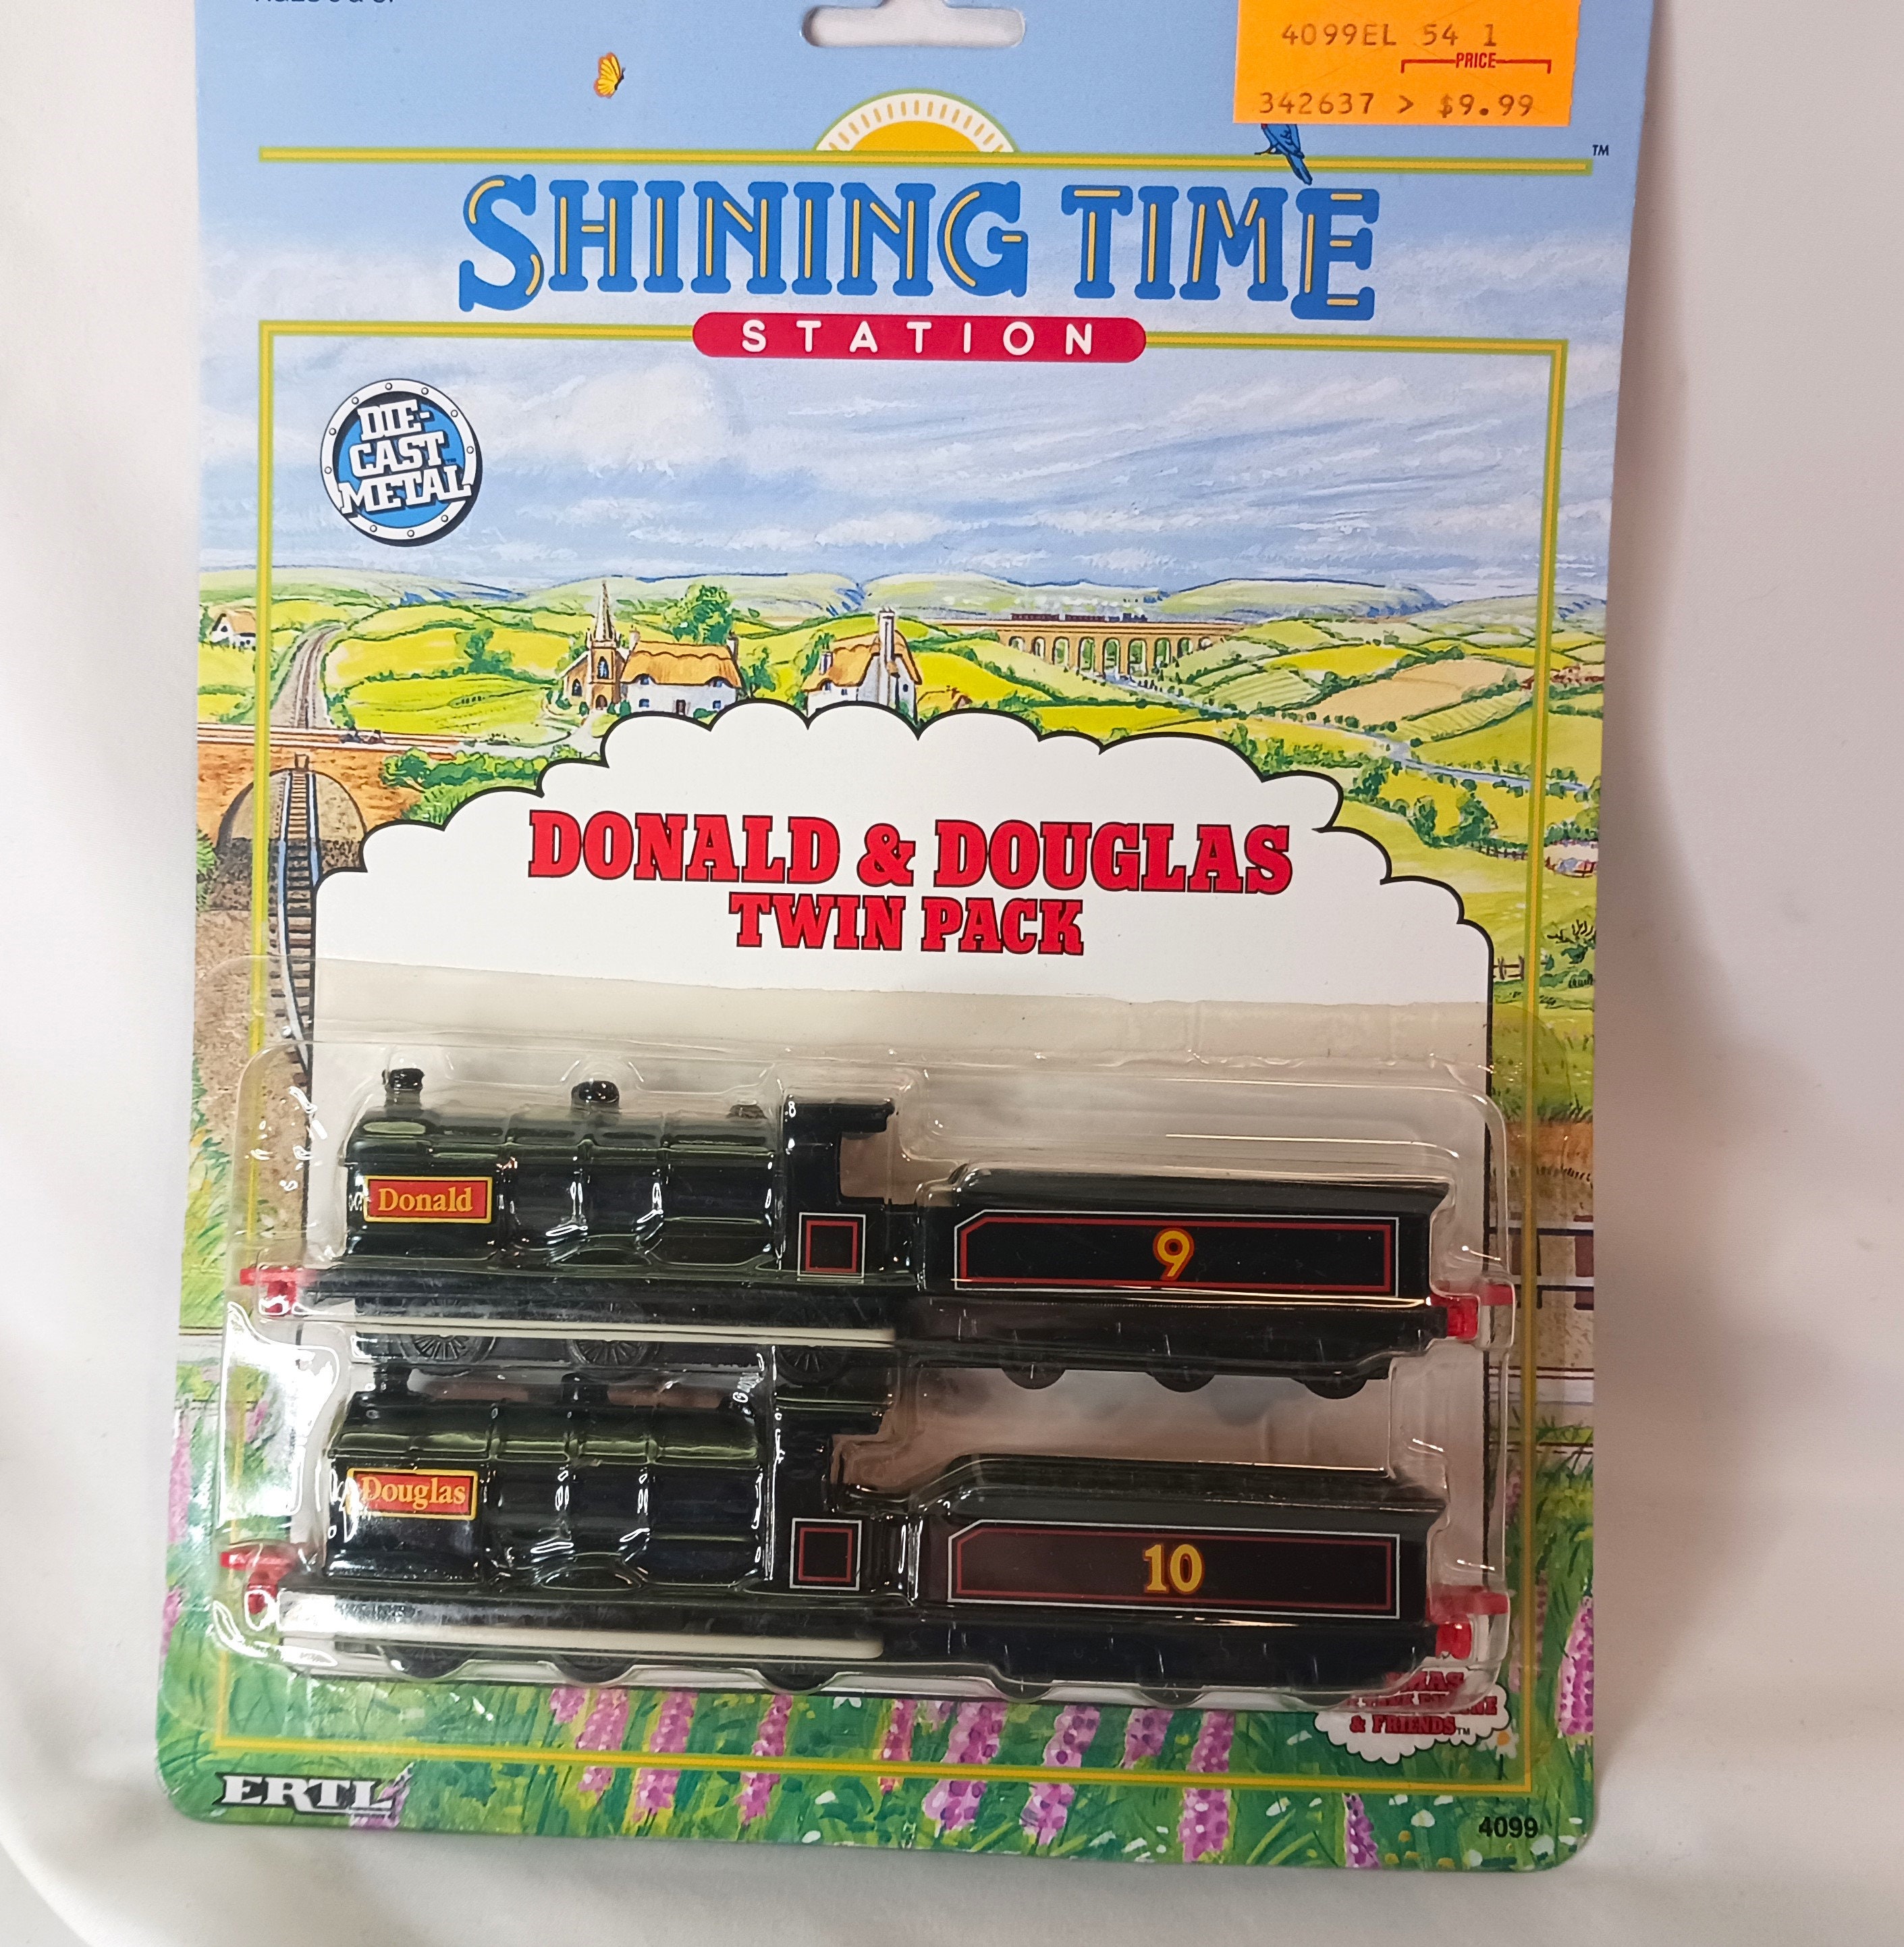 4099EL 54 1
PRICE
342637 > $9.99
TM
SHINING TIME
STATION
DIE-
CAST
METAL
DONALD & DOUGLAS
TWIN PACK
Donald
9
Douglas
10
& FRIENDS TM
ERTL
4099